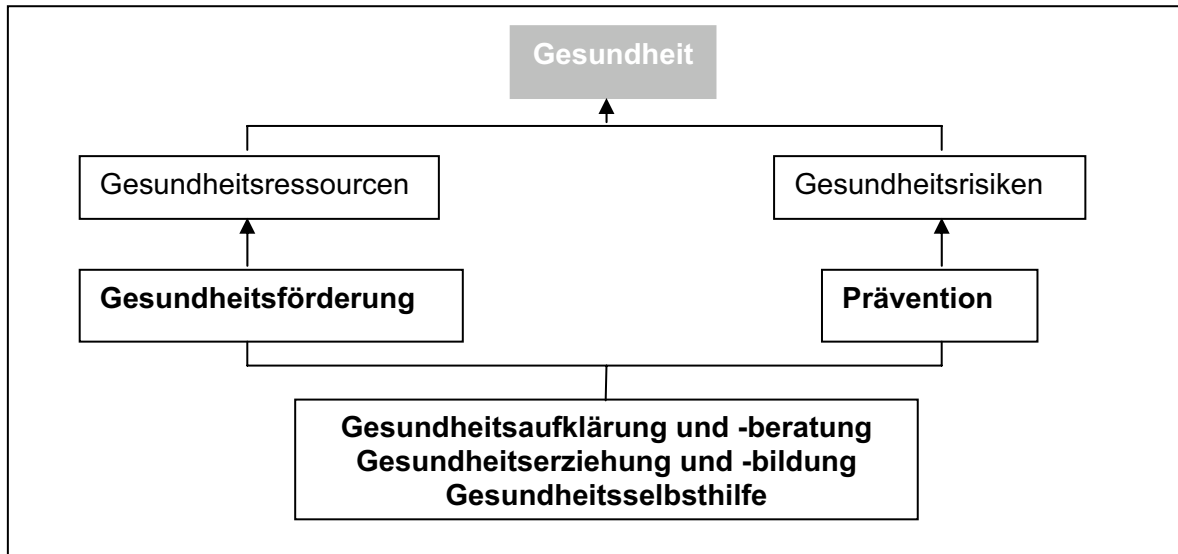 Gesundheit
Gesundheitsressourcen
Gesundheitsrisiken
Gesundheitsförderung
Prävention
Gesundheitsaufklärung und -beratung
Gesundheitserziehung und -bildung
Gesundheitsselbsthilfe